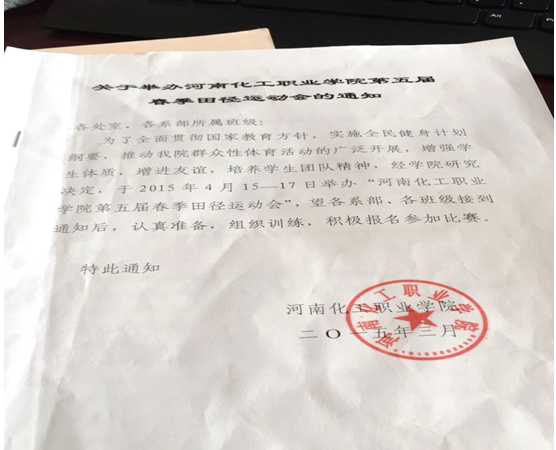 关于举办河南化工职业学院第五届
春季田径运动会的通知
各处室、各系部所属班级：
为了全面贯彻国家教育方针，实施全民健身计划
纲要，推动我院群众性体育活动的广泛开展，增强学
生体质，增进友谊，培养学生团队精神，经学院研究
决定，于2015年4月15—17日举办“河南化工职业
学院第五届春季田径运动会”，望各系部、各班级接到
通知后，认真准备，组织训练，积极报名参加比赛。
特此通知
河南化工职业学院
二〇一五年三月
河南化工职业学院